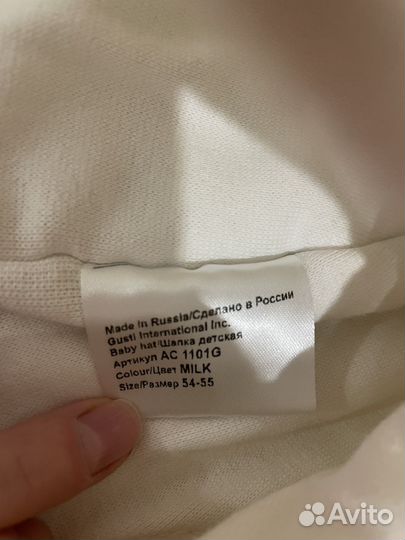 Made In Russia/Сделано в России
Gusti International Inc.
Baby hat/Шапка детская
Артикул AC 1101G
Colour/Цвет MILK
Size/Размер 54-55
Avito